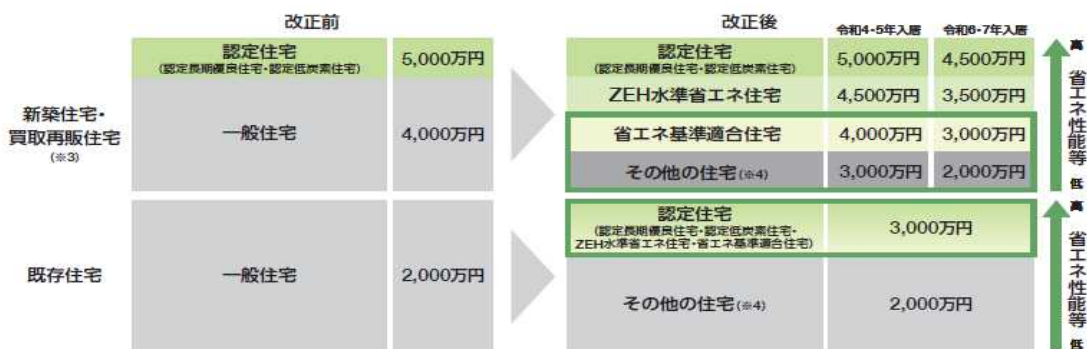 改正前
改正後
令和4・5年入居
令和6・7年入居
新築住宅・
買取再販住宅
(※3)
認定住宅
(認定長期優良住宅・認定低炭素住宅)
5,000万円
一般住宅
4,000万円
認定住宅
(認定長期優良住宅・認定低炭素住宅)
5,000万円
4,500万円
ZEH水準省エネ住宅
4,500万円
3,500万円
省エネ基準適合住宅
4,000万円
3,000万円
その他の住宅(※4)
3,000万円
2,000万円
高
省エネ性能等
低
既存住宅
一般住宅
2,000万円
認定住宅
(認定長期優良住宅・認定低炭素住宅・
ZEH水準省エネ住宅・省エネ基準適合住宅)
3,000万円
その他の住宅(※4)
2,000万円
高
省エネ性能等
低